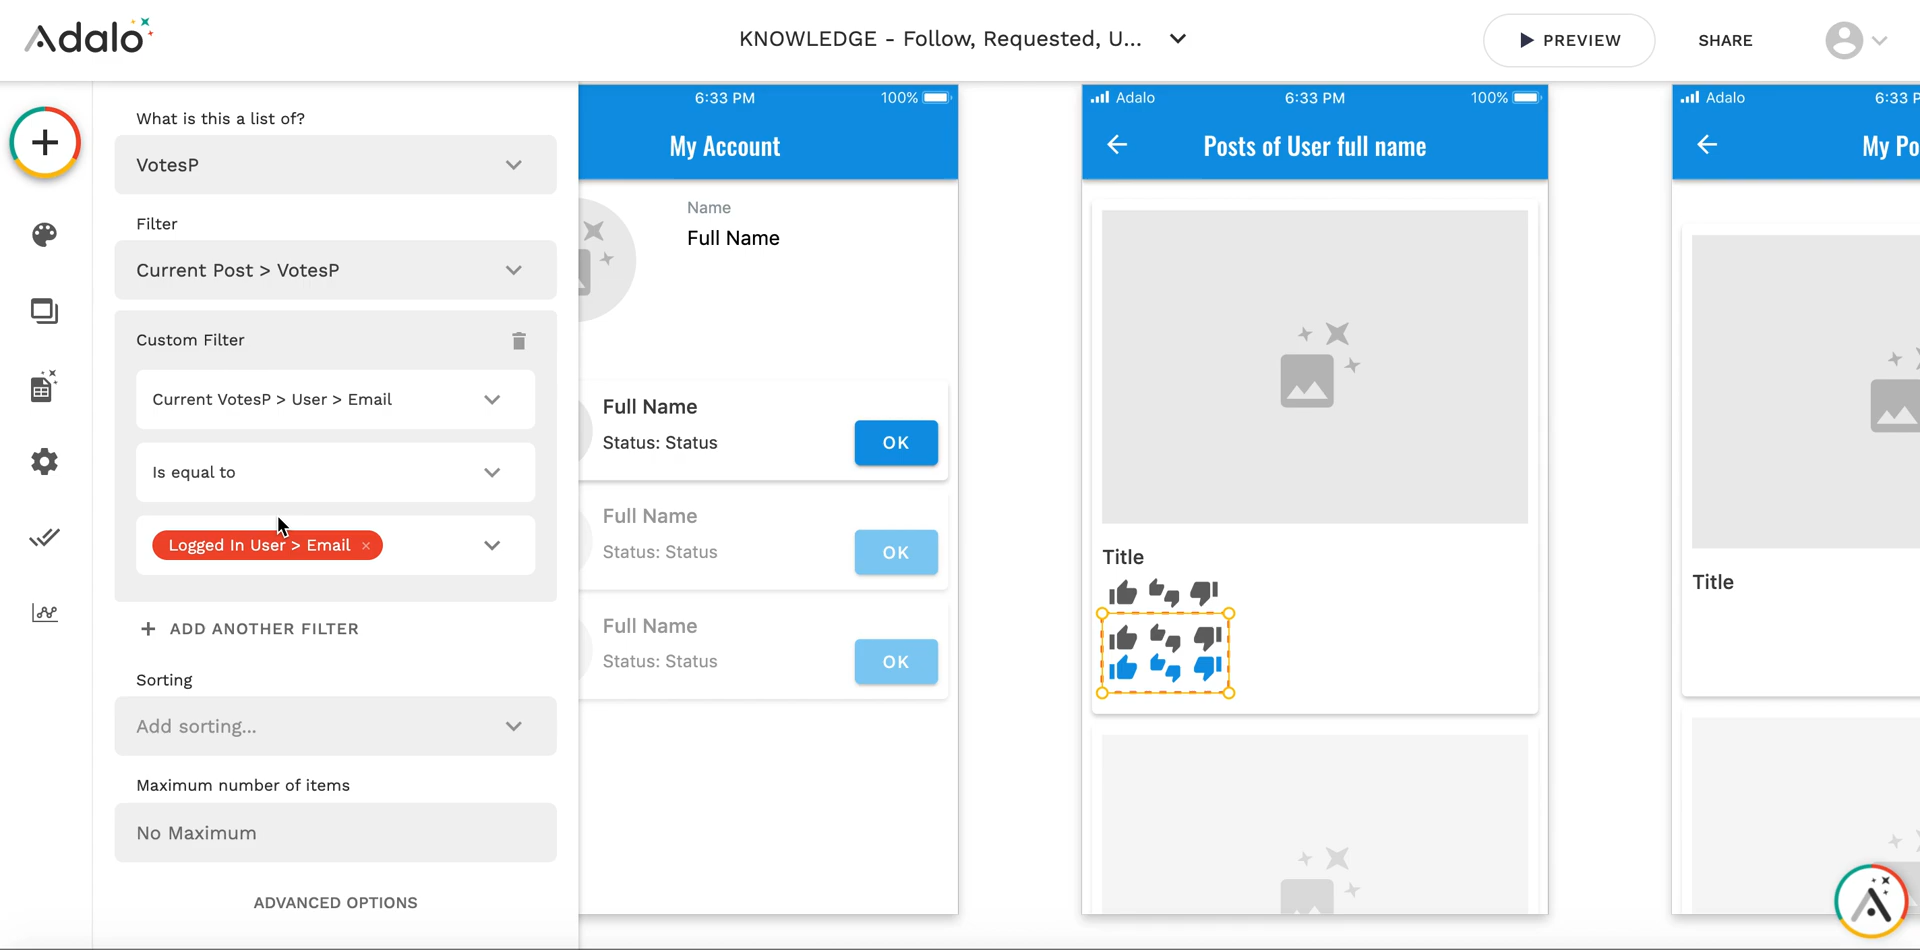 Adalo
KNOWLEDGE - Follow, Requested, U...
PREVIEW
SHARE
What is this a list of?
VotesP
Filter
Current Post > VotesP
Custom Filter
Current VotesP > User > Email
Is equal to
Logged In User > Email ×
+ ADD ANOTHER FILTER
Sorting
Add sorting...
Maximum number of items
No Maximum
ADVANCED OPTIONS
6:33 PM 100%
My Account
Name
Full Name
Full Name
Status: Status
OK
Full Name
Status: Status
OK
Full Name
Status: Status
OK
Adalo 6:33 PM 100%
Posts of User full name
Title
Adalo 6:33 P
My Po
Title